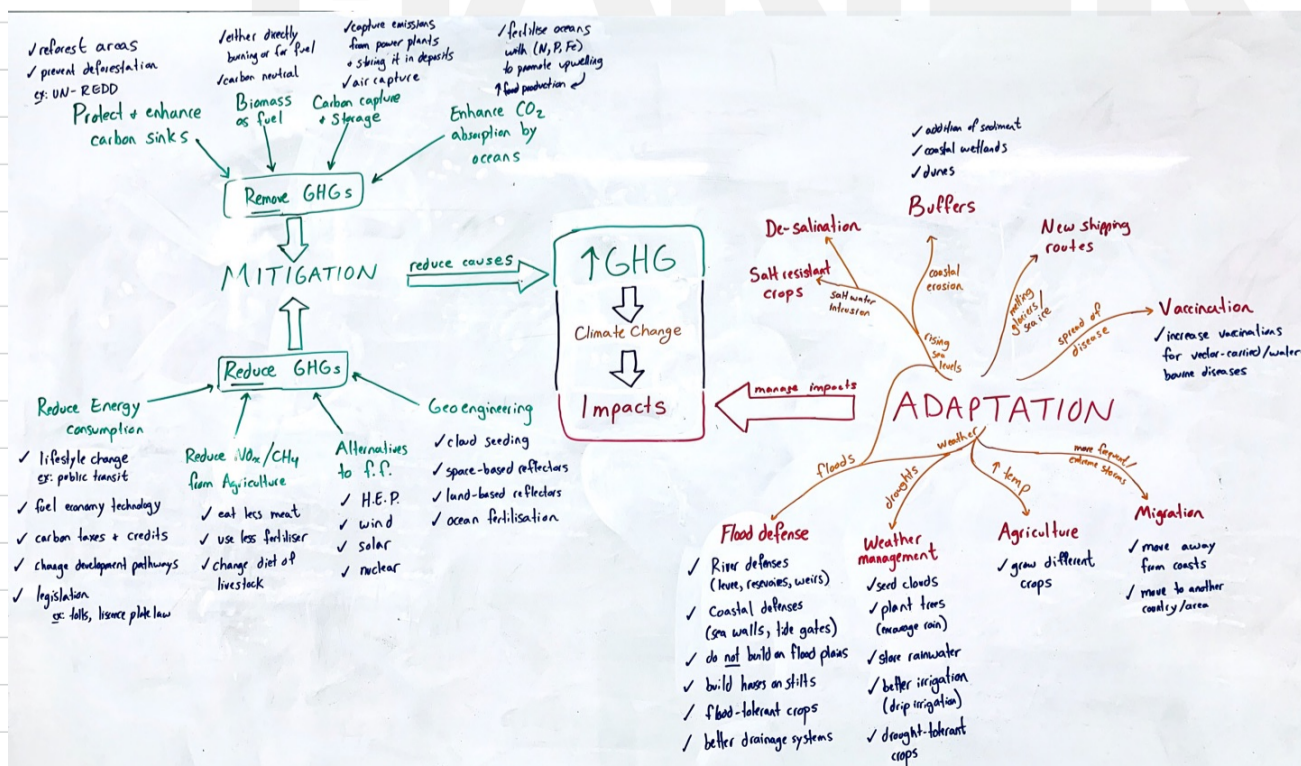 ✓ reforest areas
✓ prevent deforestation
ex: UN-REDD
Protect + enhance
carbon sinks
✓ either directly
burning or for fuel
✓ carbon neutral
Biomass
as fuel
✓ capture emissions
from power plants
+ storing it in deposits
✓ air capture
Carbon capture
+ Storage
✓ fertilise oceans
with (N, P, Fe)
to promote upwelling
↑ food production
Enhance CO₂
absorption by
oceans
Remove GHGs
MITIGATION
reduce causes
Reduce GHGs
Reduce Energy
consumption
✓ lifestyle change
ex: public transit
✓ fuel economy technology
✓ carbon taxes + credits
✓ change development pathways
✓ legislation
ex: tolls, lisence plate law
Reduce NOx/CH4
from Agriculture
✓ eat less meat
✓ use less fertiliser
✓ change diet of
livestock
Alternatives
to f.f.
✓ H.E.P.
✓ wind
✓ solar
✓ nuclear
Geoengineering
✓ cloud seeding
✓ space-based reflectors
✓ land-based reflectors
✓ ocean fertilisation
↑GHG
Climate Change
Impacts
manage impacts
ADAPTATION
✓ addition of sediment
✓ coastal wetlands
✓ dunes
Buffers
coastal
erosion
De-salination
Salt resistant
crops
Salt water
intrusion
rising
sea
levels
New shipping
routes
melting
glaciers/
sea ice
spread of
disease
Vaccination
✓ increase vaccinations
for vector-carried/water
bourne diseases
weather
floods
Flood defense
✓ River defenses
(levee, resevoirs, weirs)
✓ Coastal defenses
(sea walls, tide gates)
✓ do not build on flood plains
✓ build houses on stilts
✓ flood-tolerant crops
✓ better drainage systems
droughts
Weather
management
✓ seed clouds
✓ plant trees
(encourage rain)
✓ store rainwater
✓ better irrigation
(drip irrigation)
✓ drought-tolerant
crops
↑ temp
Agriculture
✓ grow different
crops
more frequent/
extreme storms
Migration
✓ move away
from coasts
✓ move to another
country/area